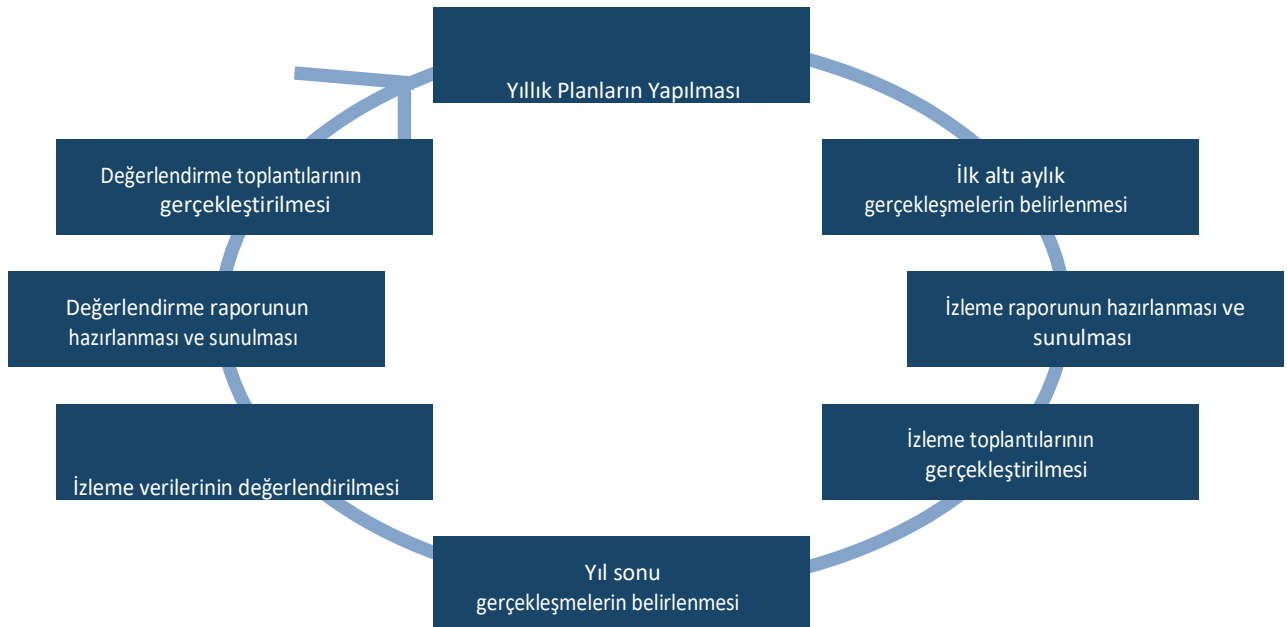 Yıllık Planların Yapılması
İlk altı aylık
gerçekleşmelerin belirlenmesi
İzleme raporunun hazırlanması ve
sunulması
İzleme toplantılarının
gerçekleştirilmesi
Yıl sonu
gerçekleşmelerin belirlenmesi
İzleme verilerinin değerlendirilmesi
Değerlendirme raporunun
hazırlanması ve sunulması
Değerlendirme toplantılarının
gerçekleştirilmesi